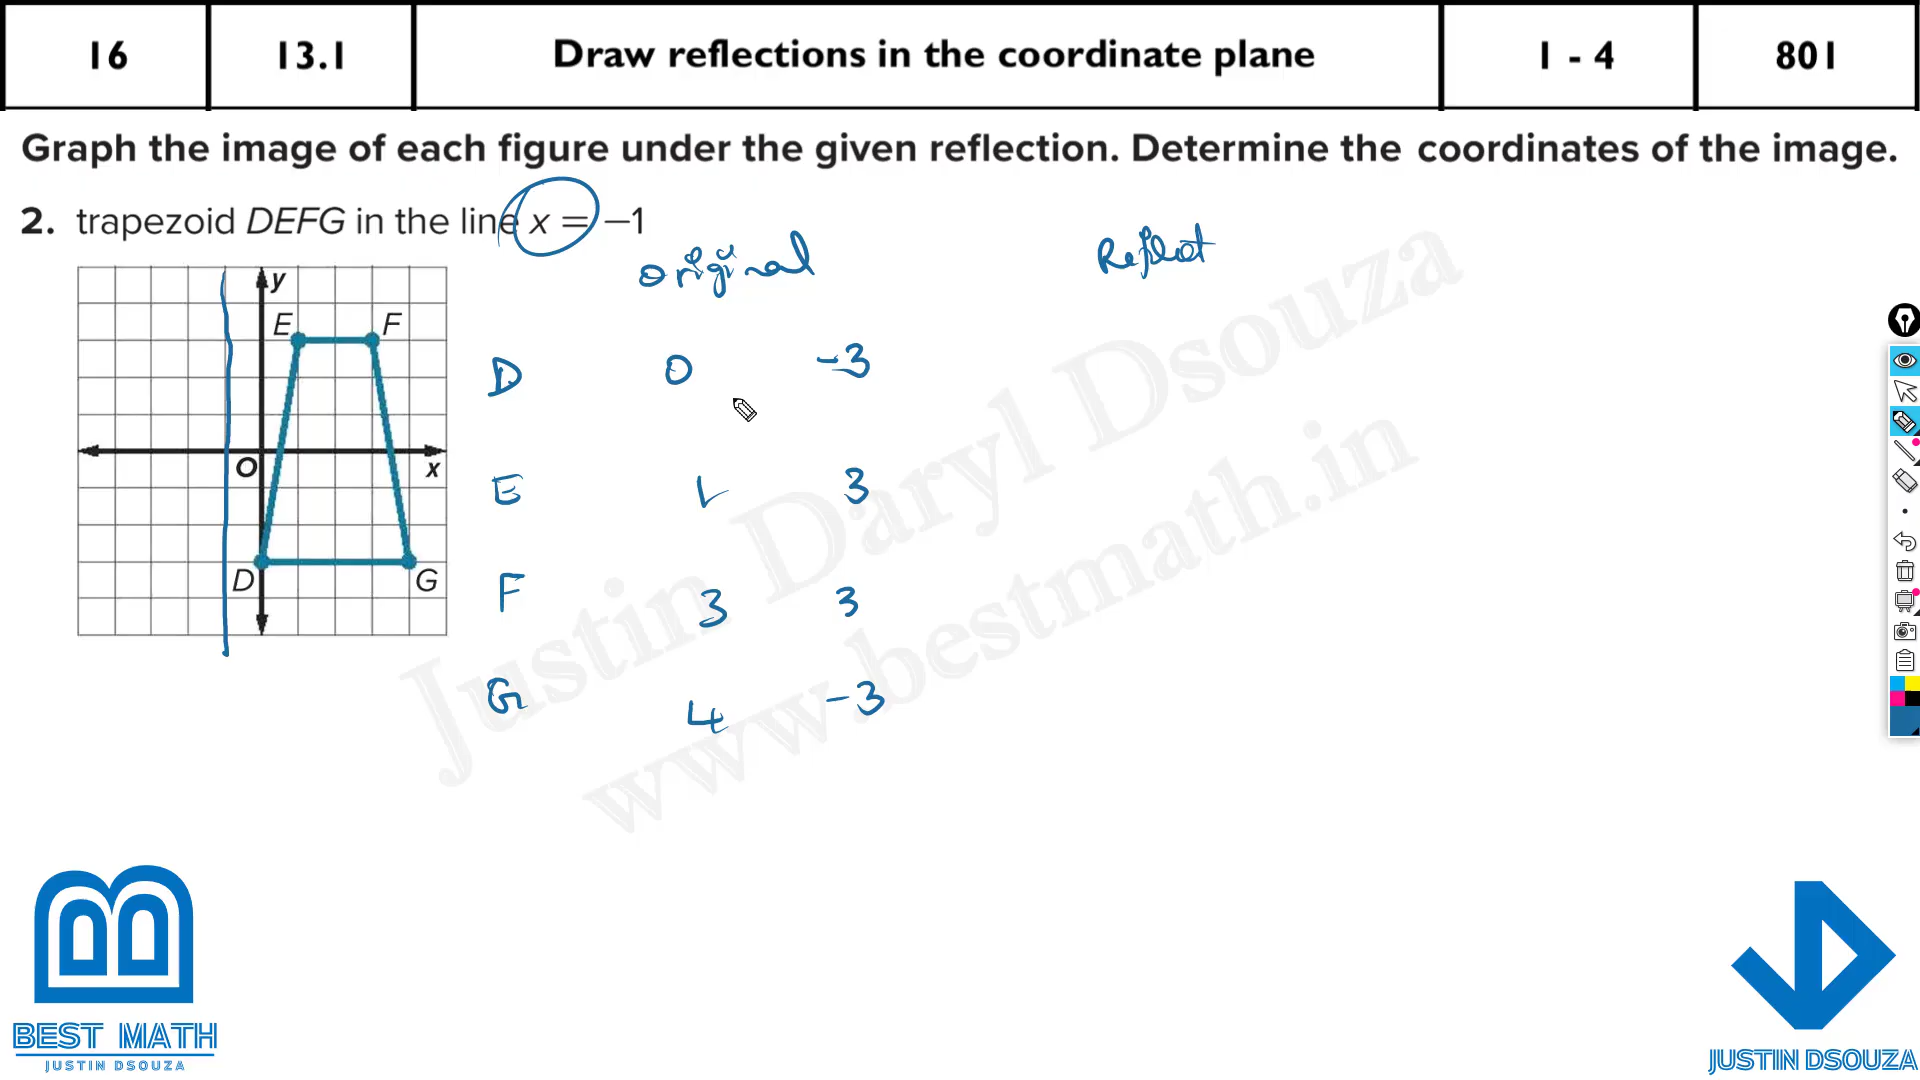 16 13.1 Draw reflections in the coordinate plane 1 - 4 801
Graph the image of each figure under the given reflection. Determine the coordinates of the image.
2. trapezoid DEFG in the line x = −1
original Reflect
y
E F
D 0 -3
O x
E 1 3
D G
F 3 3
G 4 -3
Justin Daryl Dsouza
www.bestmath.in
BEST MATH
JUSTIN DSOUZA
JUSTIN DSOUZA